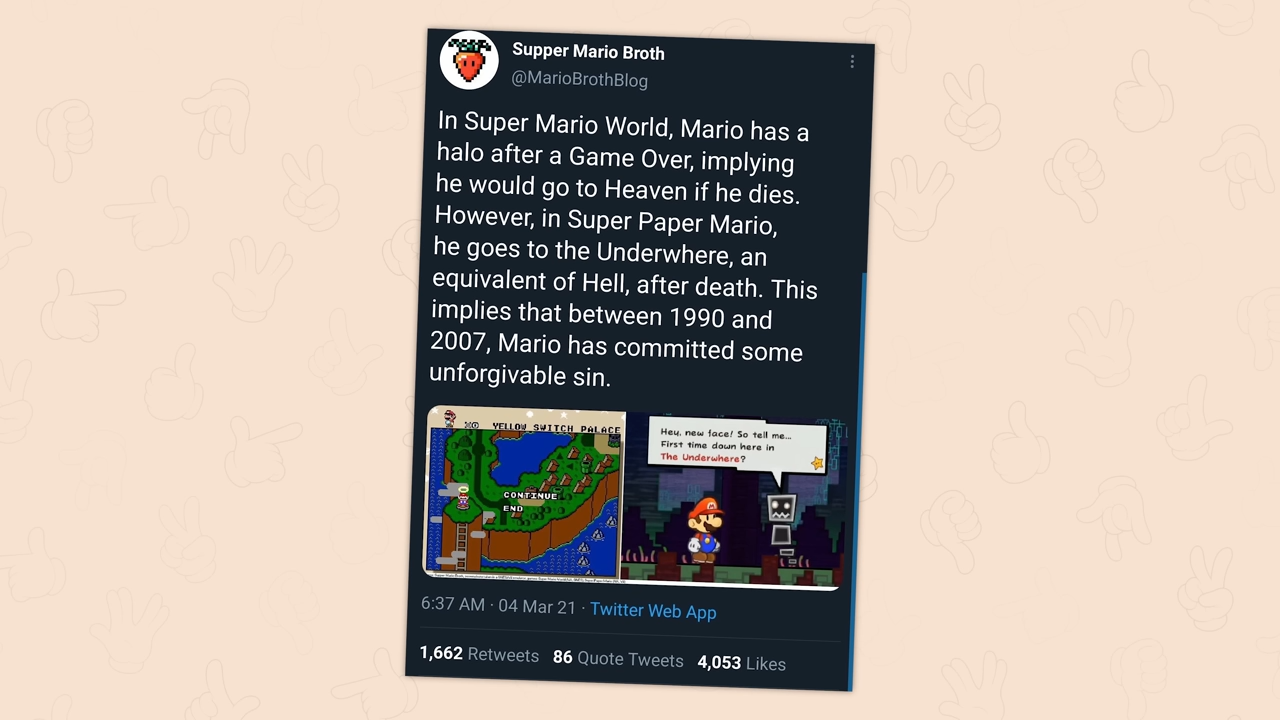 Supper Mario Broth
@MarioBrothBlog
In Super Mario World, Mario has a
halo after a Game Over, implying
he would go to Heaven if he dies.
However, in Super Paper Mario,
he goes to the Underwhere, an
equivalent of Hell, after death. This
implies that between 1990 and
2007, Mario has committed some
unforgivable sin.
YELLOW SWITCH PALACE
CONTINUE
END
Hey, new face! So tell me...
First time down here in
The Underwhere?
6:37 AM · 04 Mar 21 · Twitter Web App
1,662 Retweets 86 Quote Tweets 4,053 Likes